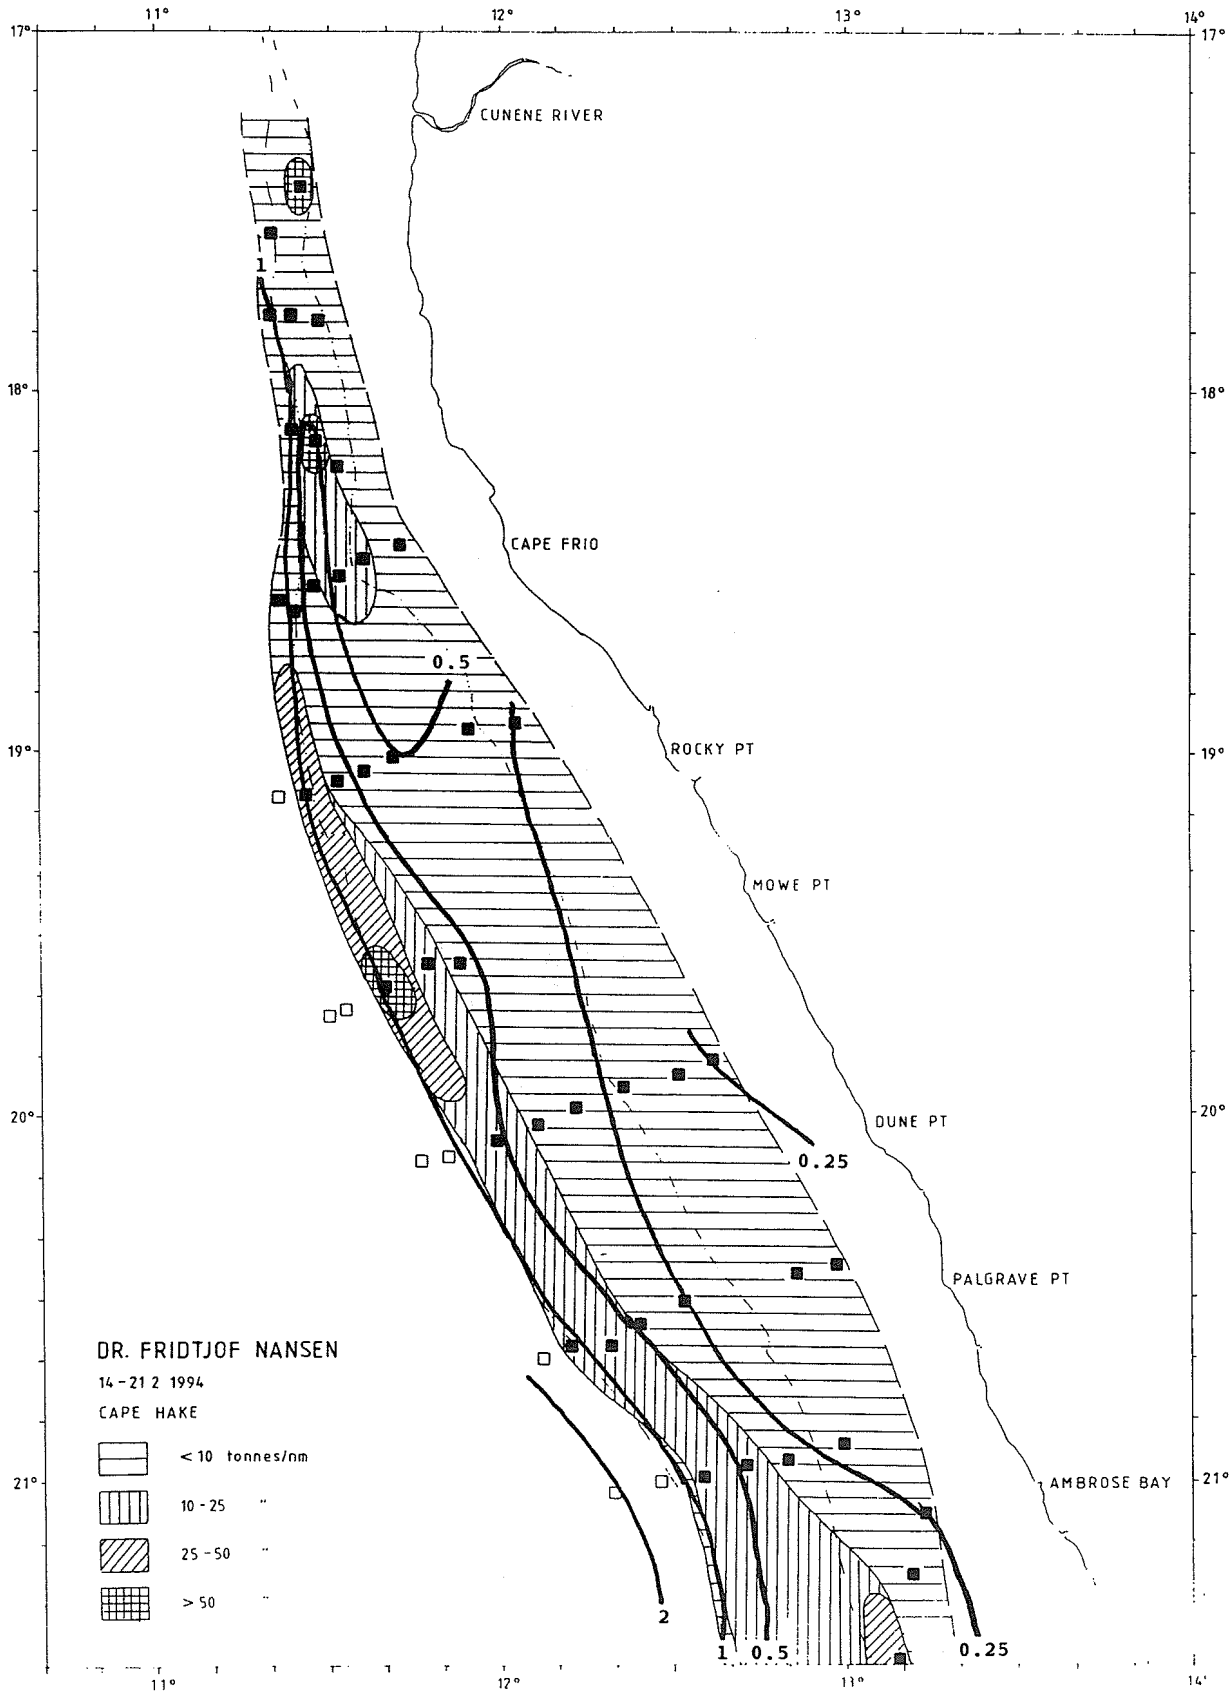 11° 12° 13° 14°
17° 17°
CUNENE RIVER
1
18° 18°
CAPE FRIO
0.5
19° ROCKY PT 19°
MOWE PT
20° DUNE PT 20°
0.25
PALGRAVE PT
DR. FRIDTJOF NANSEN
14-21 2 1994
CAPE HAKE
< 10 tonnes/nm
10-25 "
25-50 "
> 50 "
21° AMBROSE BAY 21°
2 1 0.5 0.25
11° 12° 13° 14'